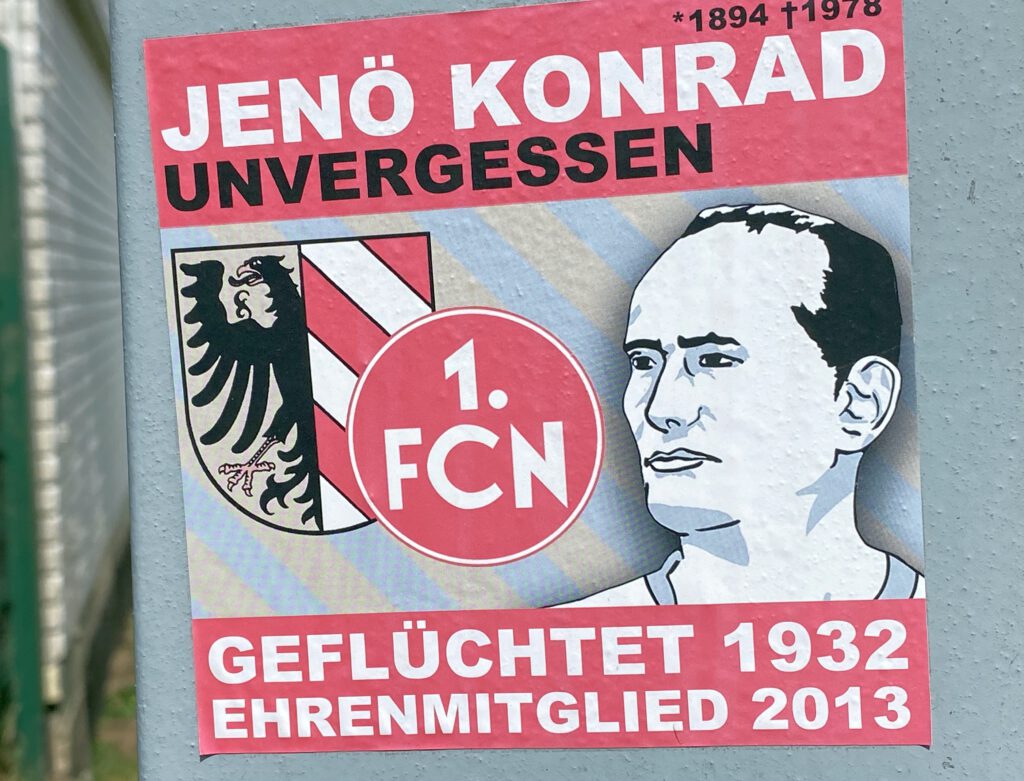 *1894 †1978
JENÖ KONRAD
UNVERGESSEN
1.
FCN
GEFLÜCHTET 1932
EHRENMITGLIED 2013